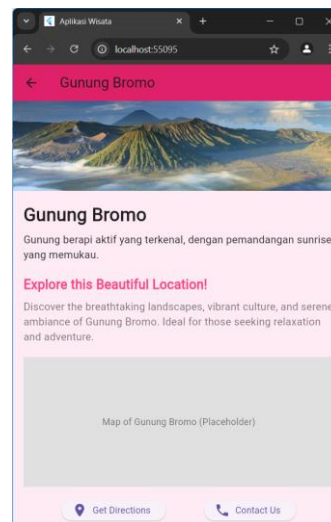 Aplikasi Wisata
localhost:55095
Gunung Bromo
Gunung Bromo
Gunung berapi aktif yang terkenal, dengan pemandangan sunrise
yang memukau.
Explore this Beautiful Location!
Discover the breathtaking landscapes, vibrant culture, and serene
ambiance of Gunung Bromo. Ideal for those seeking relaxation
and adventure.
Map of Gunung Bromo (Placeholder)
Get Directions
Contact Us